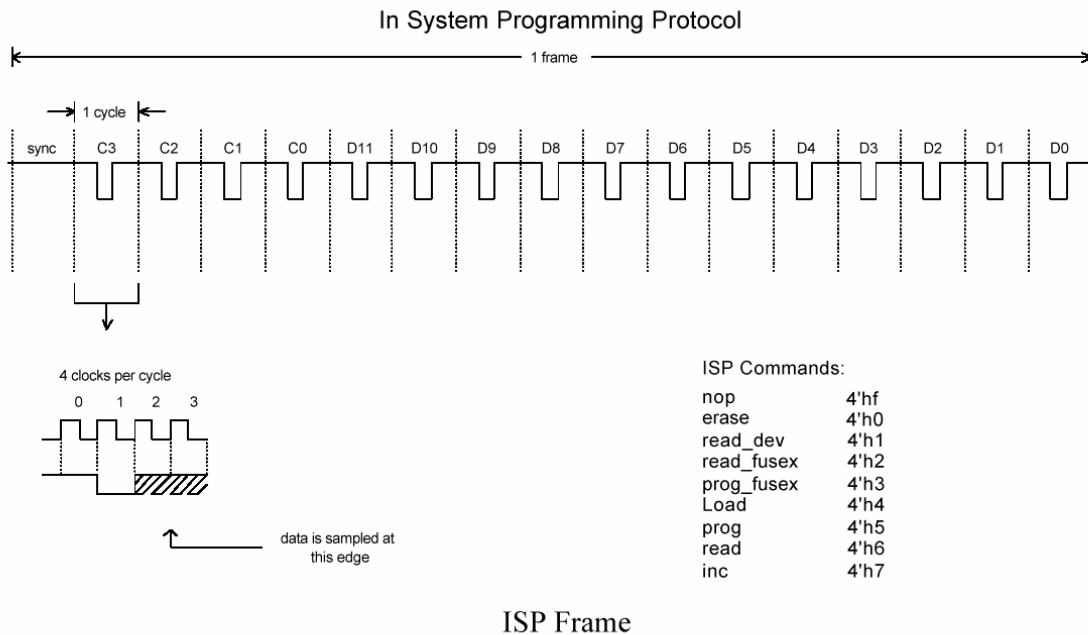 In System Programming Protocol
1 frame
1 cycle
sync C3 C2 C1 C0 D11 D10 D9 D8 D7 D6 D5 D4 D3 D2 D1 D0
4 clocks per cycle
0 1 2 3
data is sampled at
this edge
ISP Commands:
nop 4'hf
erase 4'h0
read_dev 4'h1
read_fusex 4'h2
prog_fusex 4'h3
Load 4'h4
prog 4'h5
read 4'h6
inc 4'h7
ISP Frame